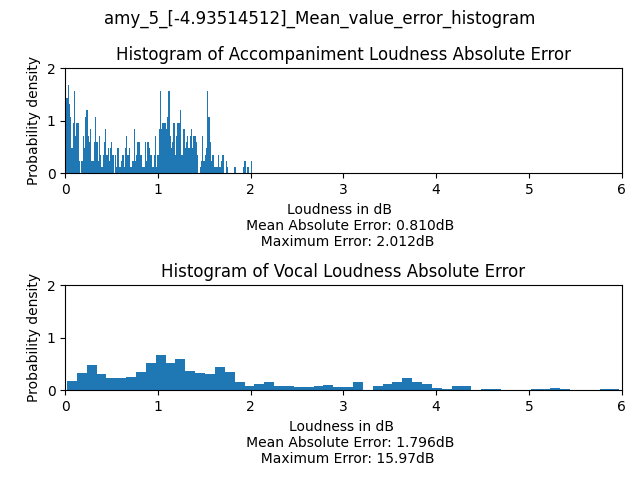 amy_5_[-4.93514512]_Mean_value_error_histogram
Histogram of Accompaniment Loudness Absolute Error
Probability density
2
1
0
0 1 2 3 4 5 6
Loudness in dB
Mean Absolute Error: 0.810dB
Maximum Error: 2.012dB
Histogram of Vocal Loudness Absolute Error
Probability density
2
1
0
0 1 2 3 4 5 6
Loudness in dB
Mean Absolute Error: 1.796dB
Maximum Error: 15.97dB